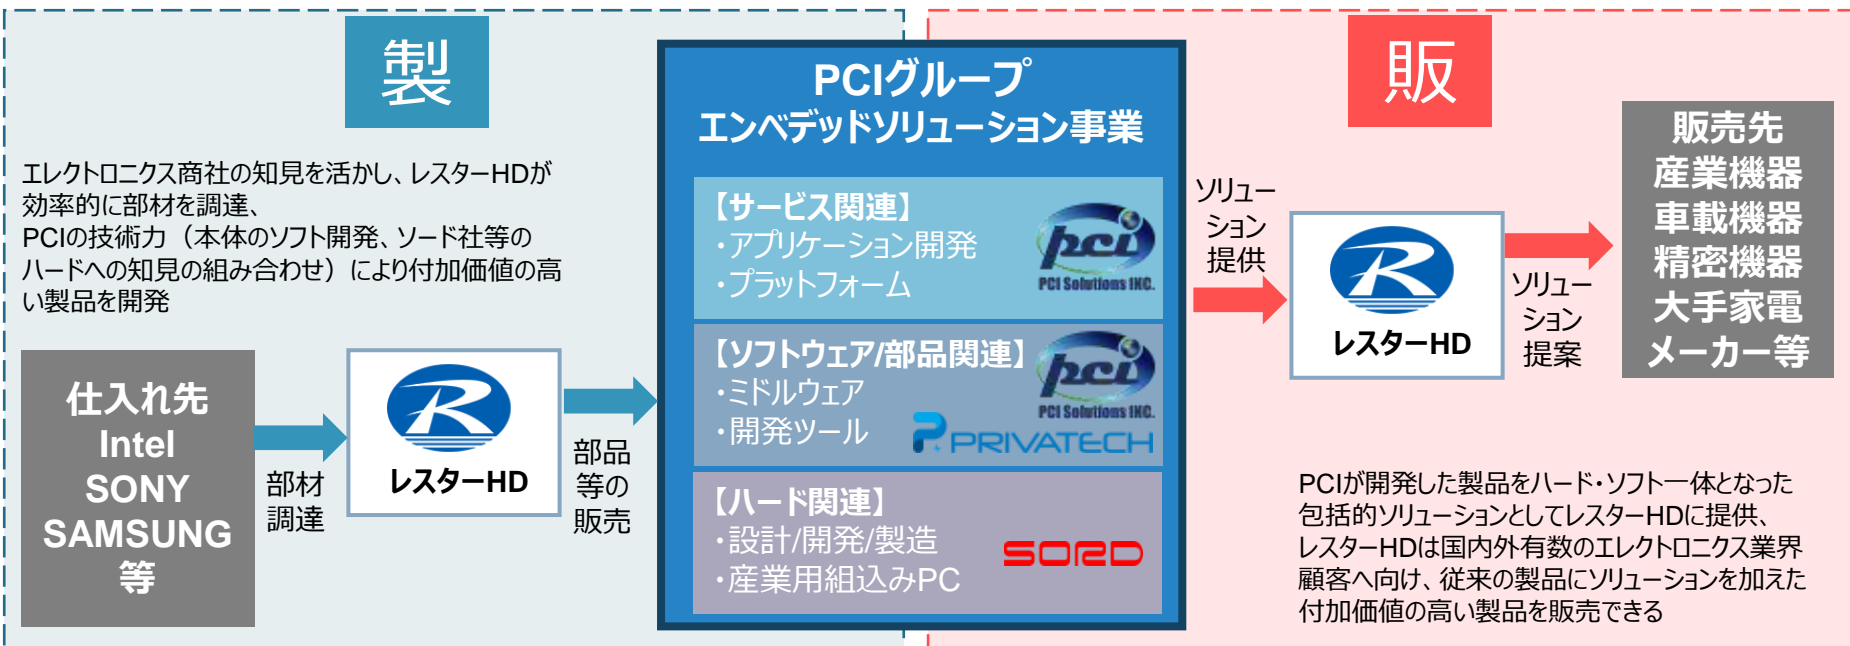 製
エレクトロニクス商社の知見を活かし、レスターHDが
効率的に部材を調達、
PCIの技術力（本体のソフト開発、ソード社等の
ハードへの知見の組み合わせ）により付加価値の高
い製品を開発
仕入れ先
Intel
SONY
SAMSUNG
等
部材
調達
R
レスターHD
部品
等の
販売
PCIグループ
エンベデッドソリューション事業
【サービス関連】
・アプリケーション開発
・プラットフォーム
pci
PCI Solutions INC.
【ソフトウェア/部品関連】
・ミドルウェア
・開発ツール
pci
PCI Solutions INC.
PRIVATECH
【ハード関連】
・設計/開発/製造
・産業用組込みPC
SORD
販
ソリュー
ション
提供
R
レスターHD
ソリュー
ション
提案
販売先
産業機器
車載機器
精密機器
大手家電
メーカー等
PCIが開発した製品をハード・ソフト一体となった
包括的ソリューションとしてレスターHDに提供、
レスターHDは国内外有数のエレクトロニクス業界
顧客へ向け、従来の製品にソリューションを加えた
付加価値の高い製品を販売できる